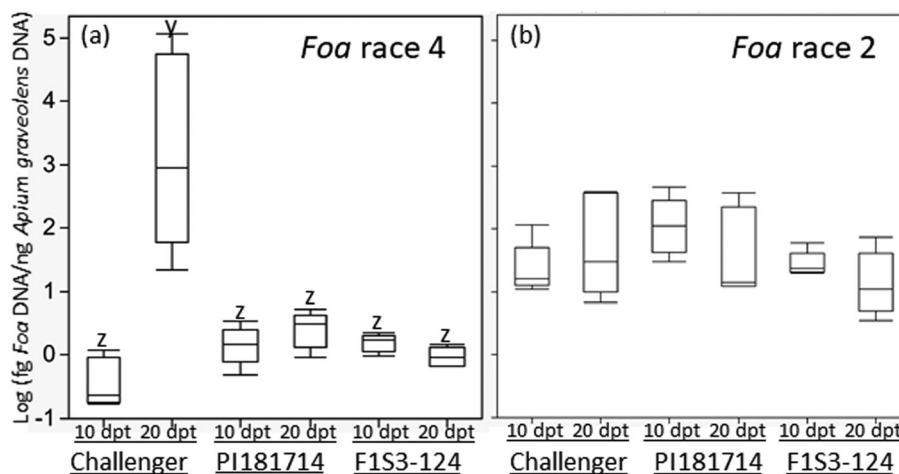 Log (fg Foa DNA/ng Apium graveolens DNA)
(a) Foa race 4
5
4
3
2
1
0
-1
z y z z z z
10 dpt 20 dpt 10 dpt 20 dpt 10 dpt 20 dpt
Challenger PI181714 F1S3-124
(b) Foa race 2
10 dpt 20 dpt 10 dpt 20 dpt 10 dpt 20 dpt
Challenger PI181714 F1S3-124